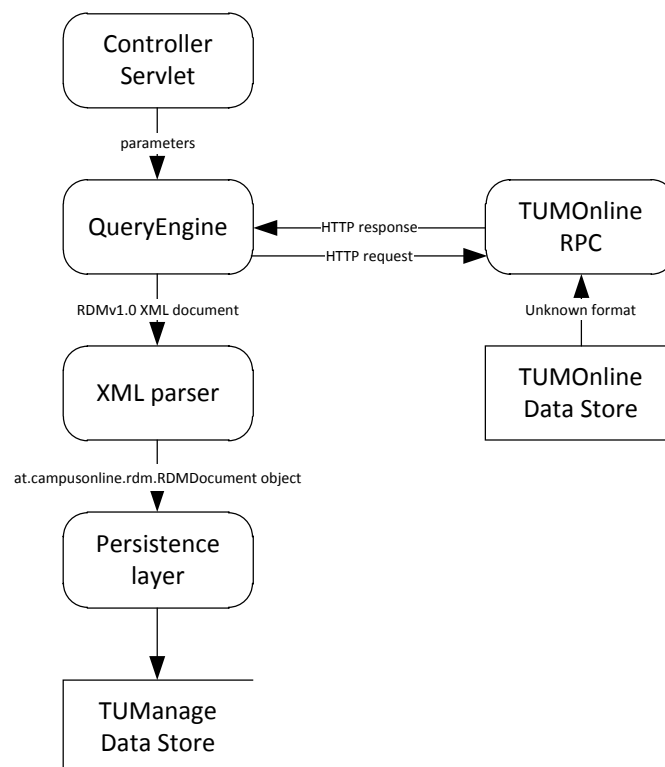 Controller
Servlet
parameters
QueryEngine
HTTP response
HTTP request
TUMOnline
RPC
RDMv1.0 XML document
Unknown format
XML parser
TUMOnline
Data Store
at.campusonline.rdm.RDMDocument object
Persistence
layer
TUManage
Data Store